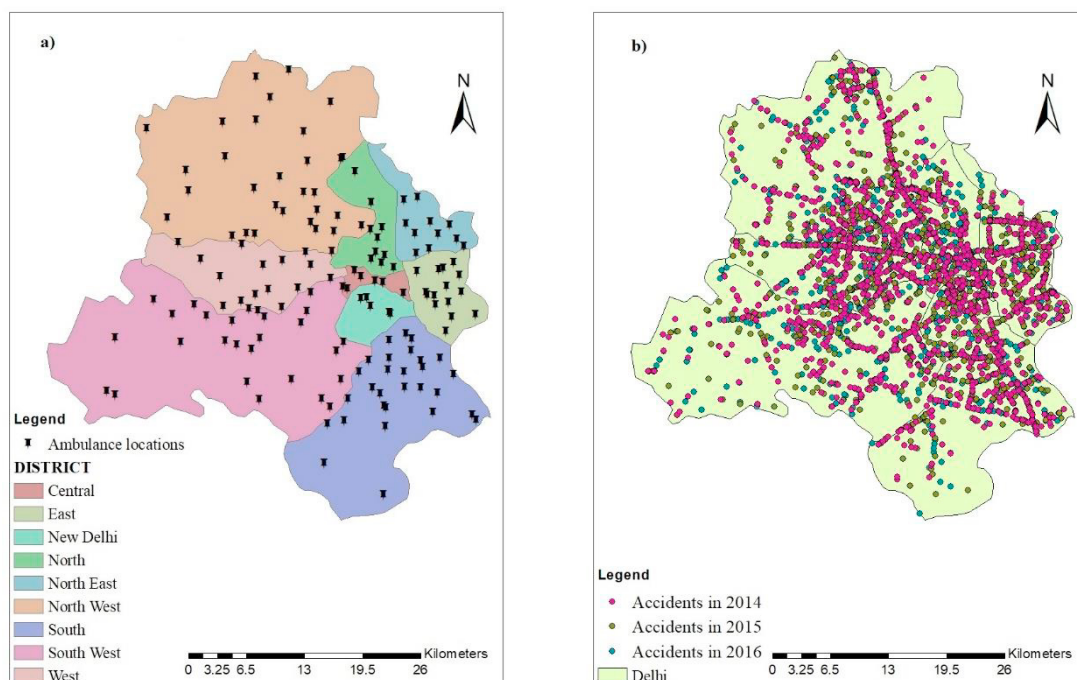 a)
N
Legend
Ambulance locations
DISTRICT
Central
East
New Delhi
North
North East
North West
South
South West
West
Kilometers
0 3.25 6.5 13 19.5 26
b)
N
Legend
Accidents in 2014
Accidents in 2015
Accidents in 2016
Delhi
Kilometers
0 3.25 6.5 13 19.5 26